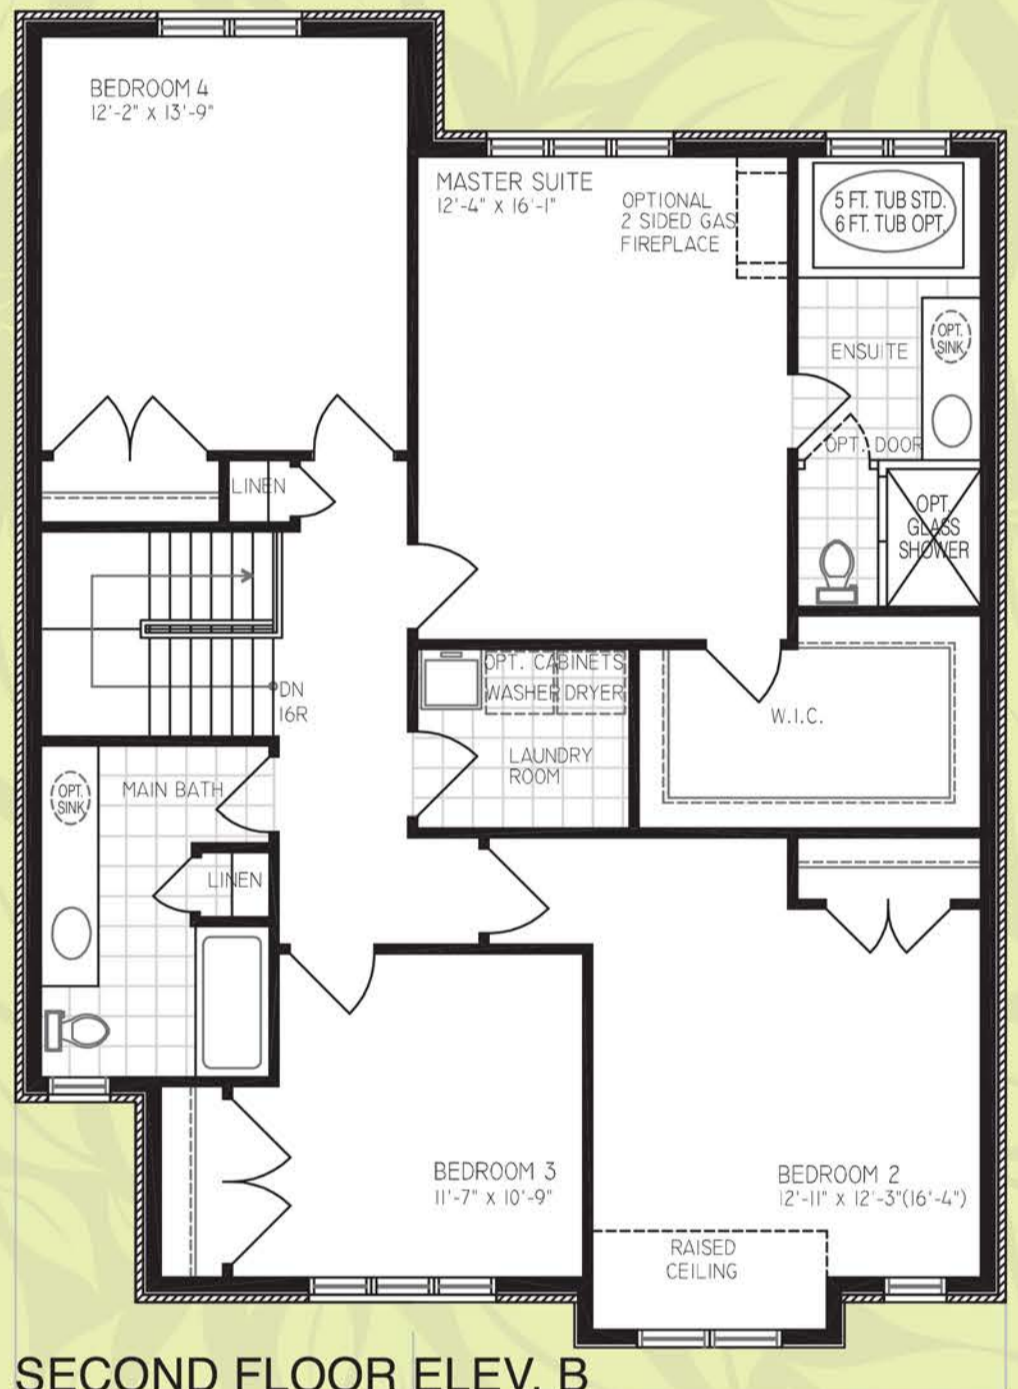 BEDROOM 4
12'-2" X 13'-9"
MASTER SUITE
12'-4" X 16'-1"
OPTIONAL
2 SIDED GAS
FIREPLACE
5 FT. TUB STD.
6 FT. TUB OPT.
OPT.
SINK
ENSUITE
OPT. DOOR
LINEN
OPT.
GLASS
SHOWER
OPT. CABINETS
WASHER DRYER
DN
16R
W.I.C.
LAUNDRY
ROOM
OPT.
SINK
MAIN BATH
LINEN
BEDROOM 3
11'-7" X 10'-9"
BEDROOM 2
12'-11" X 12'-3"(16'-4")
RAISED
CEILING
SECOND FLOOR ELEV. B